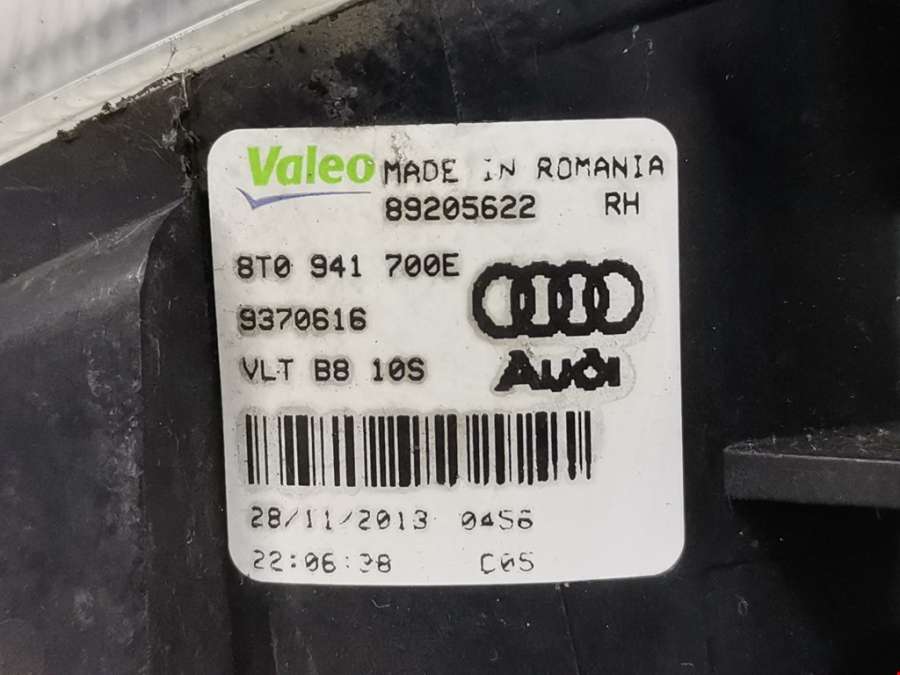 Valeo MADE IN ROMANIA
89205622 RH
8T0 941 700E
9370616
VLT B8 10S
Audi
28/11/2013 0456
22:06:38 C05